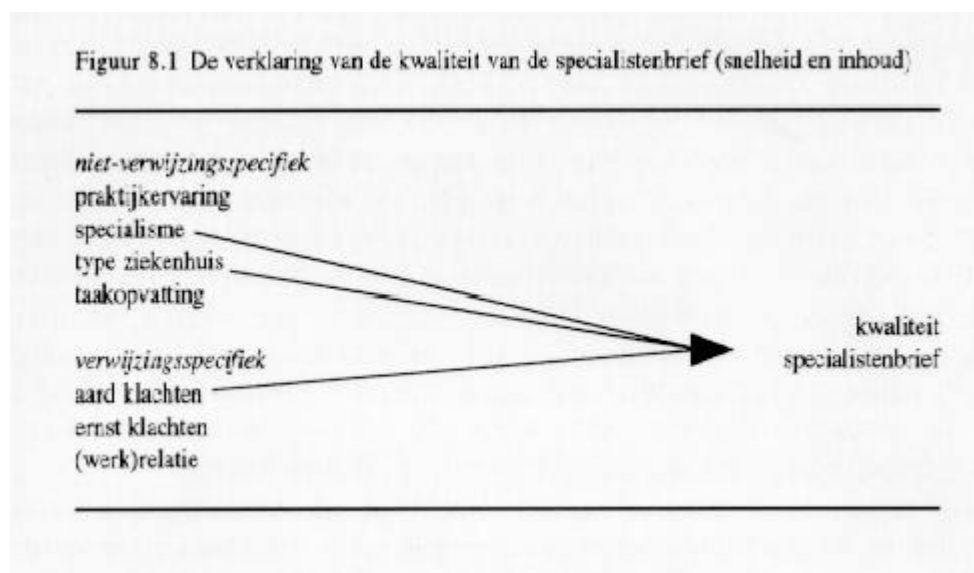 Figuur 8.1 De verklaring van de kwaliteit van de specialistenbrief (snelheid en inhoud)
niet-verwijzingsspecifiek
praktijkervaring
specialisme
type ziekenhuis
taakopvatting
kwaliteit
specialistenbrief
verwijzingsspecifiek
aard klachten
ernst klachten
(werk)relatie